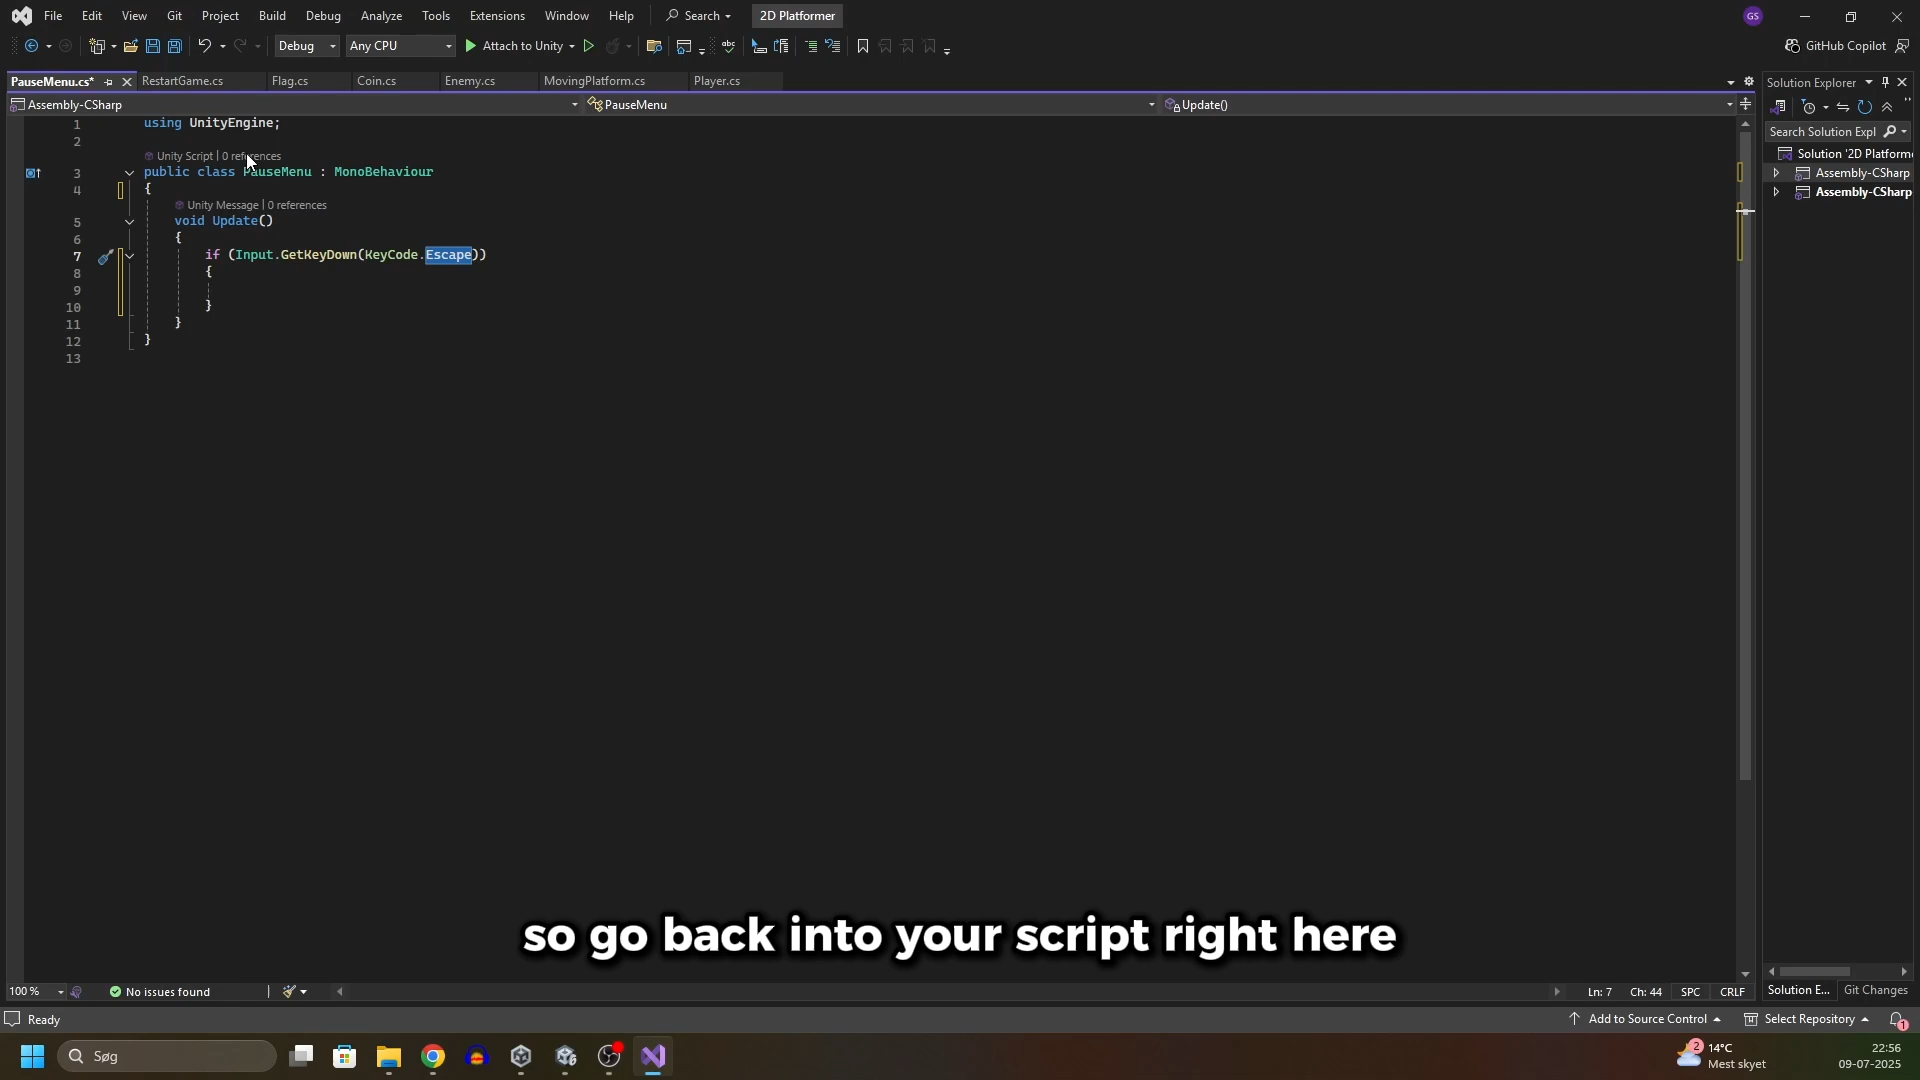 File Edit View Git Project Build Debug Analyze Tools Extensions Window Help Search 2D Platformer GS
Debug Any CPU Attach to Unity GitHub Copilot
PauseMenu.cs* RestartGame.cs Flag.cs Coin.cs Enemy.cs MovingPlatform.cs Player.cs Solution Explorer
Assembly-CSharp PauseMenu Update()
Search Solution Expl
Solution '2D Platform
Assembly-CSharp
Assembly-CSharp
1 using UnityEngine;
2
Unity Script | 0 references
3 public class PauseMenu : MonoBehaviour
4 {
Unity Message | 0 references
5 void Update()
6 {
7 if (Input.GetKeyDown(KeyCode.Escape))
8 {
9
10 }
11 }
12 }
13
so go back into your script right here
100 % No issues found Ln: 7 Ch: 44 SPC CRLF Solution E... Git Changes
Ready Add to Source Control Select Repository 1
Søg 2 14°C 22:56
Mest skyet 09-07-2025